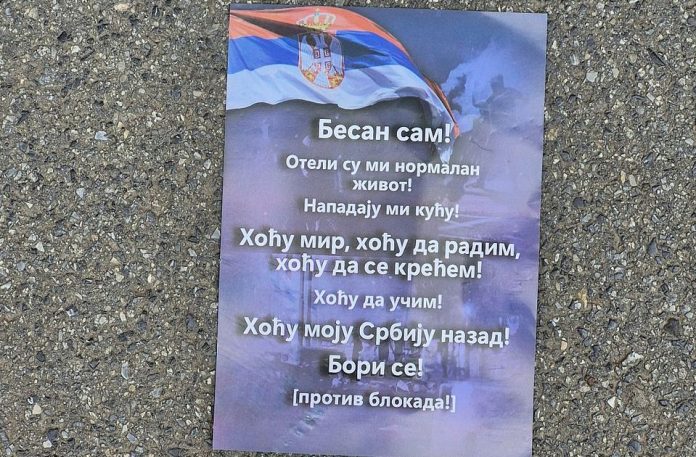 Бесан сам!
Отели су ми нормалан
живот!
Нападају ми кућу!
Хоћу мир, хоћу да радим,
хоћу да се крећем!
Хоћу да учим!
Хоћу моју Србију назад!
Бори се!
[против блокада!]